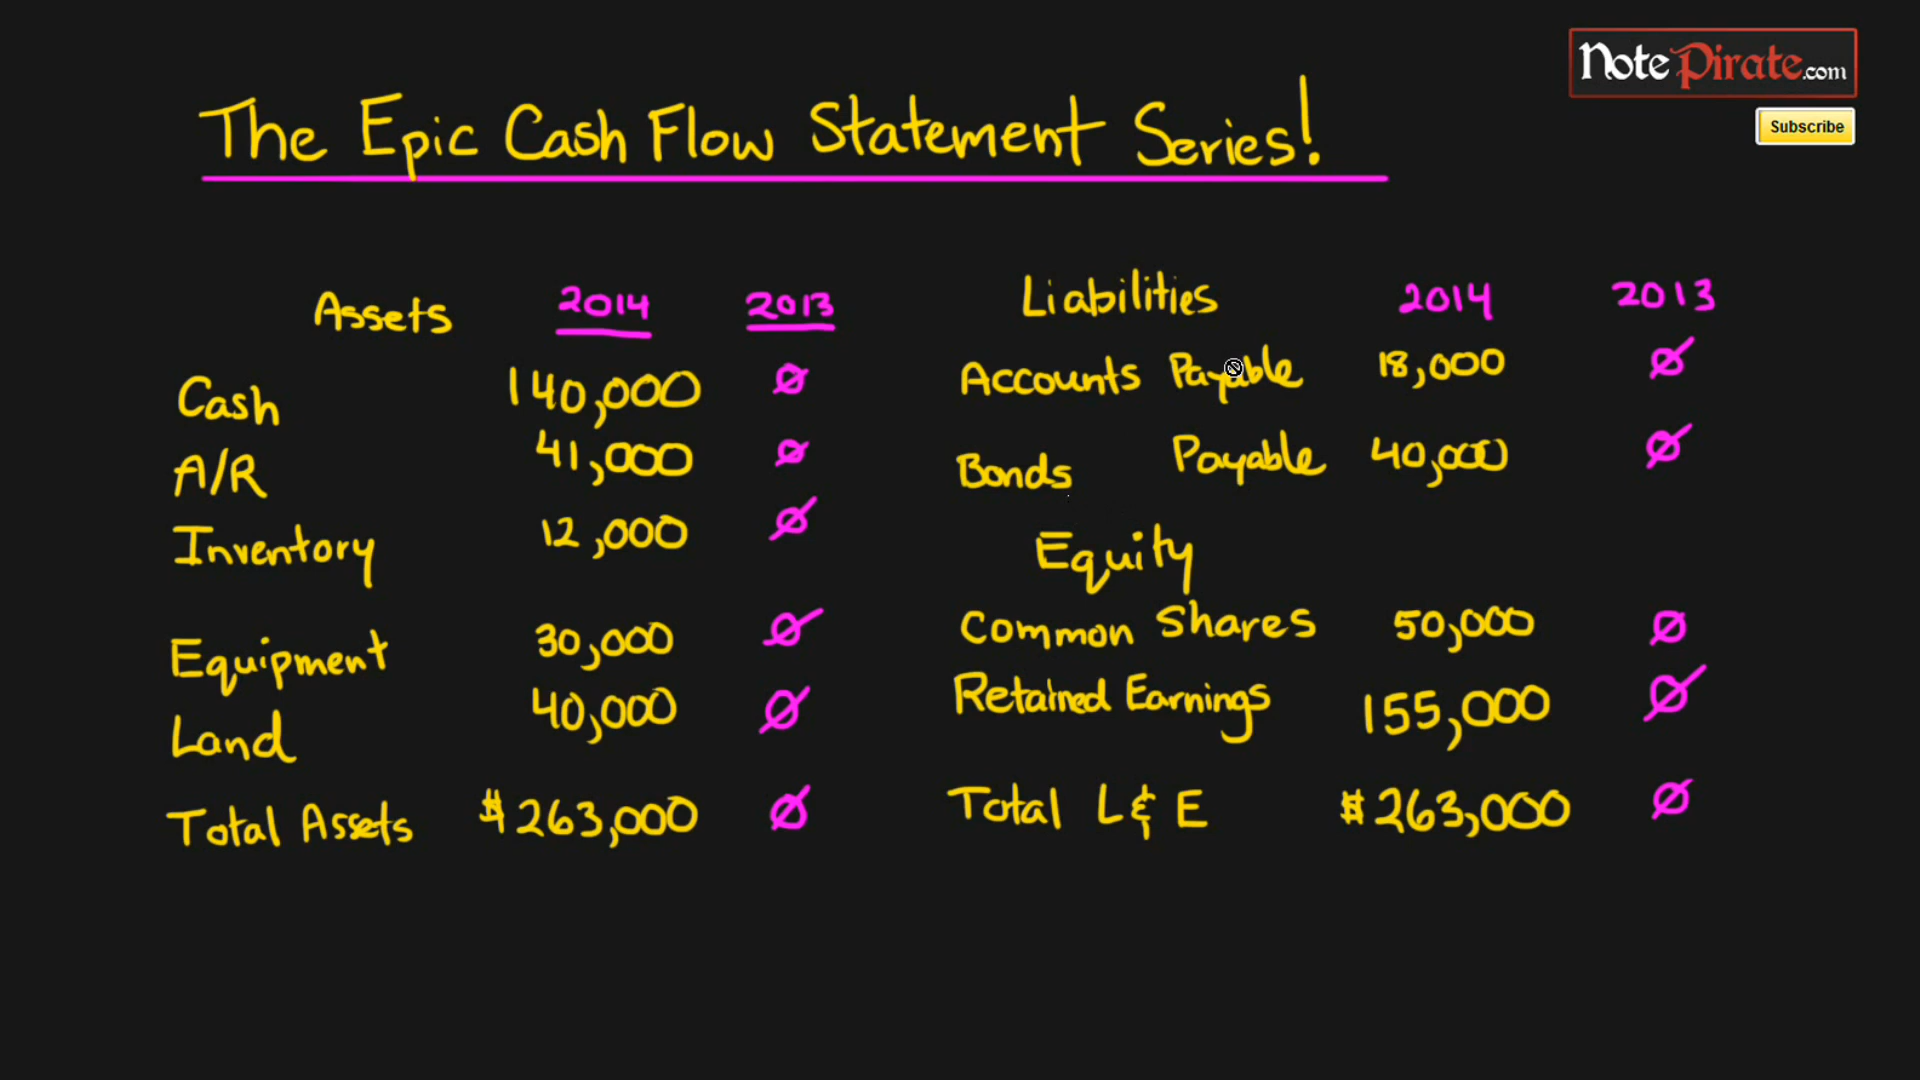 NotePirate.com
Subscribe
The Epic Cash Flow Statement Series!
Assets 2014 2013
Cash 140,000 Ø
A/R 41,000 Ø
Inventory 12,000 Ø
Equipment 30,000 Ø
Land 40,000 Ø
Total Assets $263,000 Ø
Liabilities 2014 2013
Accounts Payable 18,000 Ø
Bonds Payable 40,000 Ø
Equity
Common Shares 50,000 Ø
Retained Earnings 155,000 Ø
Total L & E $263,000 Ø